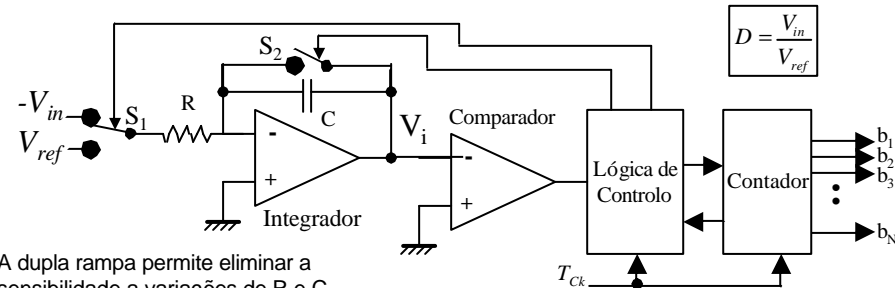 D = V_in / V_ref
S_2
-V_in
S_1
R
C
V_i
V_ref
-
+
Integrador
Comparador
-
+
Lógica de
Controlo
Contador
b_1
b_2
b_3
b_N
T_Ck
A dupla rampa permite eliminar a
sensibilidade a variações de R e C